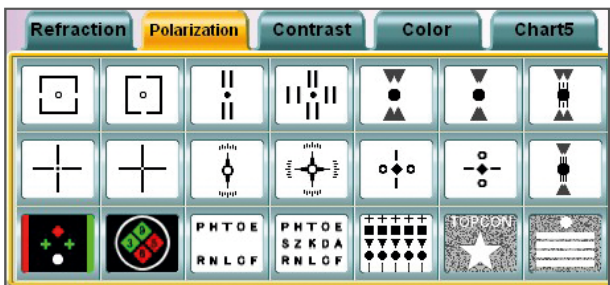 Refraction Polarization Contrast Color Chart5
PHTOE PHTOE TOPCON
SZKDA
RNLCF RNLCF